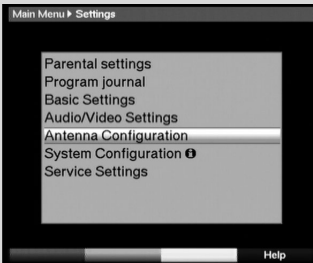 Main Menu ▶ Settings
Parental settings
Program journal
Basic Settings
Audio/Video Settings
Antenna Configuration
System Configuration ℹ
Service Settings
Help